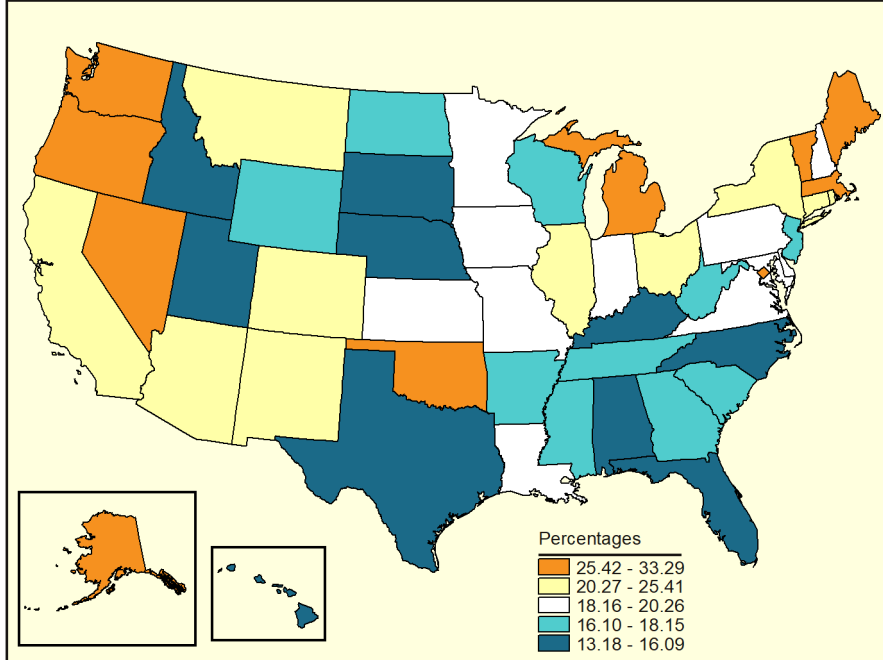 Percentages
25.42 - 33.29
20.27 - 25.41
18.16 - 20.26
16.10 - 18.15
13.18 - 16.09